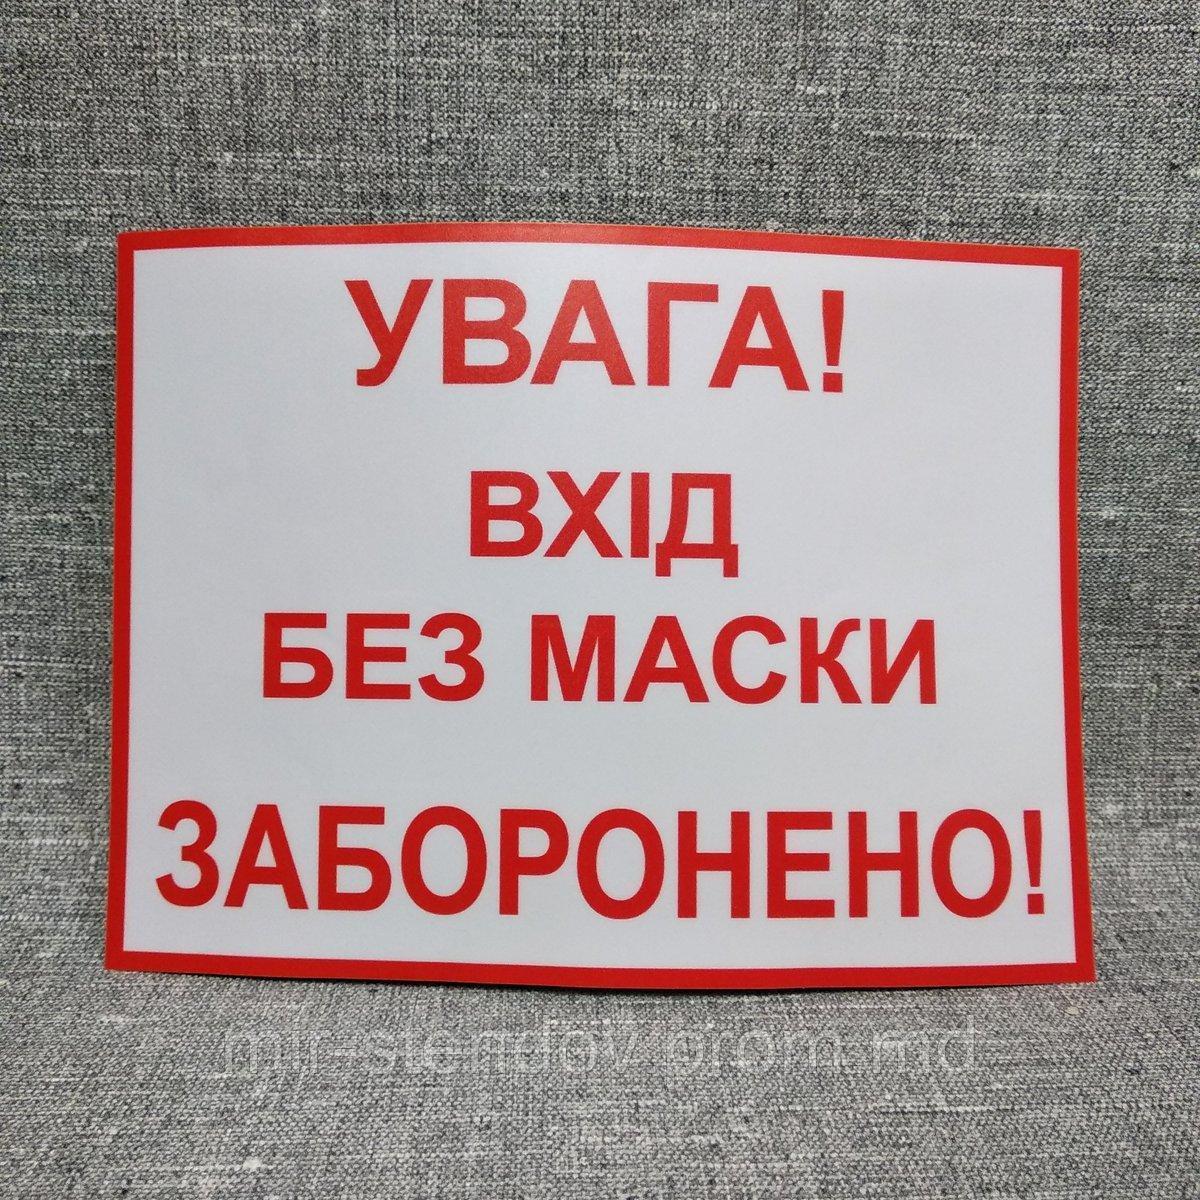 УВАГА!
ВХІД
БЕЗ МАСКИ
ЗАБОРОНЕНО!
mir-stendov.prom.md